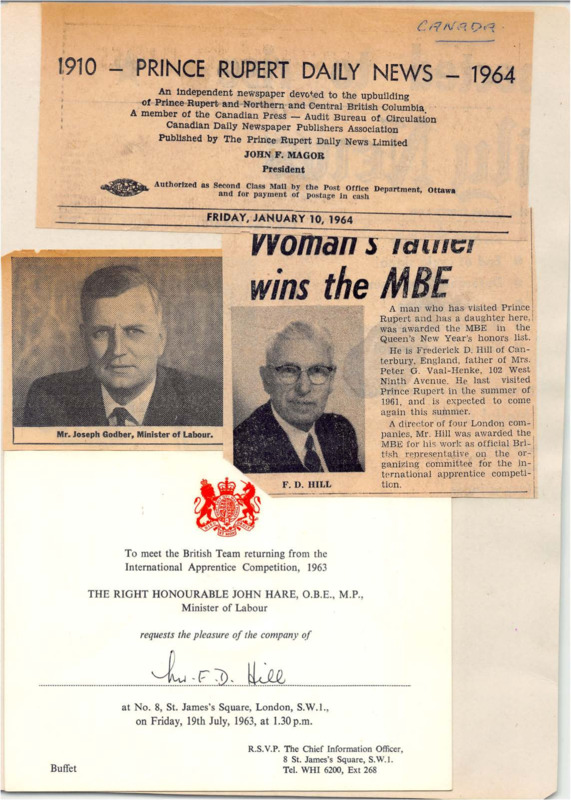 CANADA.
1910 – PRINCE RUPERT DAILY NEWS – 1964
An independent newspaper devoted to the upbuilding
of Prince Rupert and Northern and Central British Columbia
A member of the Canadian Press — Audit Bureau of Circulation
Canadian Daily Newspaper Publishers Association
Published by The Prince Rupert Daily News Limited
JOHN F. MAGOR
President
Authorized as Second Class Mail by the Post Office Department, Ottawa
and for payment of postage in cash
FRIDAY, JANUARY 10, 1964
Woman's father
wins the MBE
A man who has visited Prince
Rupert and has a daughter here,
was awarded the MBE in the
Queen's New Year's honors list.
He is Frederick D. Hill of Can-
terbury, England, father of Mrs.
Peter G. Vaal-Henke, 102 West
Ninth Avenue. He last visited
Prince Rupert in the summer of
1961, and is expected to come
again this summer.
A director of four London com-
panies, Mr. Hill was awarded the
MBE for his work as official Bri-
tish representative on the or-
ganizing committee for the in-
ternational apprentice competi-
tion.
F. D. HILL
Mr. Joseph Godber, Minister of Labour.
To meet the British Team returning from the
International Apprentice Competition, 1963
THE RIGHT HONOURABLE JOHN HARE, O.B.E., M.P.,
Minister of Labour
requests the pleasure of the company of
Mr. F. D. Hill
at No. 8, St. James's Square, London, S.W.1.,
on Friday, 19th July, 1963, at 1.30 p.m.
R.S.V.P. The Chief Information Officer,
8 St. James's Square, S.W.1.
Tel. WHI 6200, Ext 268
Buffet